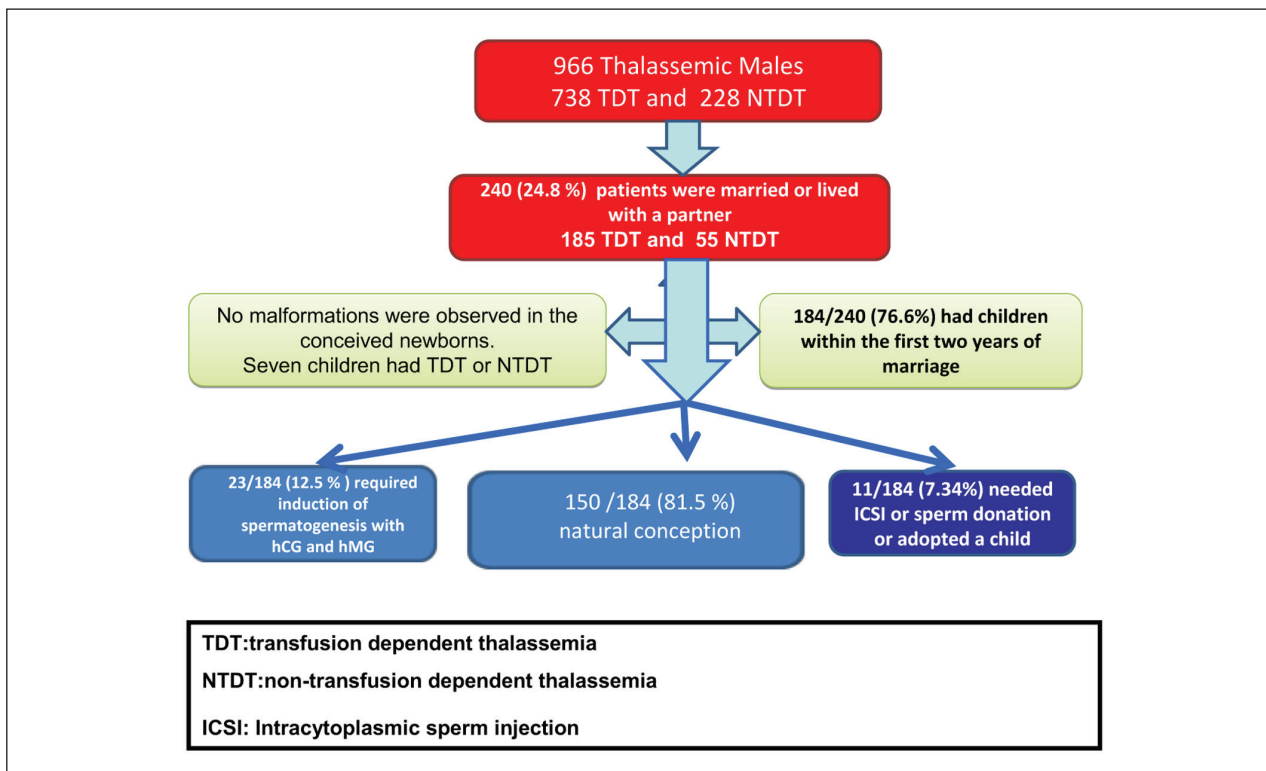 966 Thalassemic Males
738 TDT and 228 NTDT
240 (24.8 %) patients were married or lived
with a partner
185 TDT and 55 NTDT
No malformations were observed in the
conceived newborns.
Seven children had TDT or NTDT
184/240 (76.6%) had children
within the first two years of
marriage
23/184 (12.5 % ) required
induction of
spermatogenesis with
hCG and hMG
150 /184 (81.5 %)
natural conception
11/184 (7.34%) needed
ICSI or sperm donation
or adopted a child
TDT:transfusion dependent thalassemia
NTDT:non-transfusion dependent thalassemia
ICSI: Intracytoplasmic sperm injection